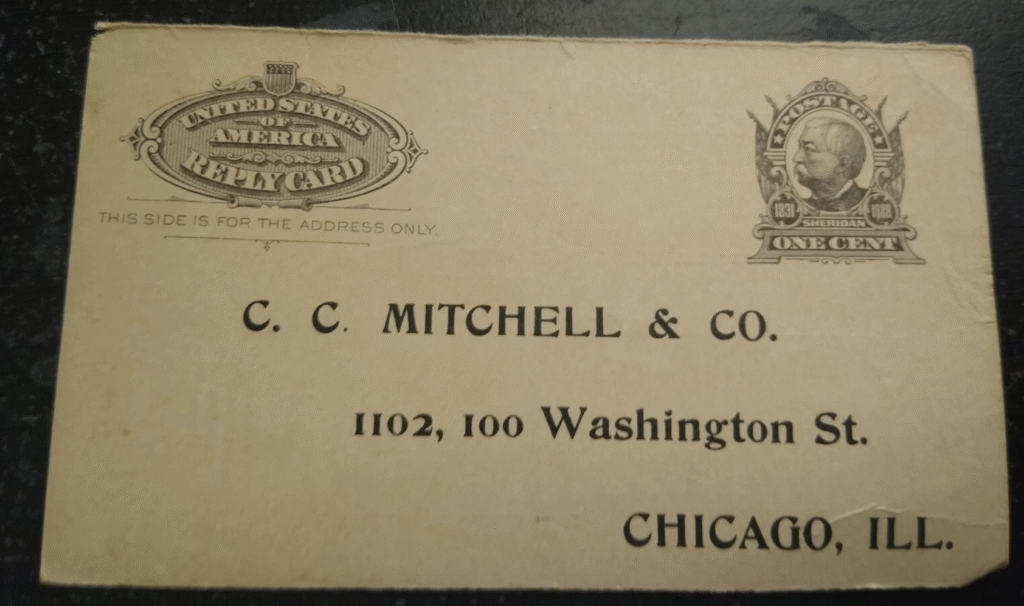 UNITED STATES
OF
AMERICA
REPLY CARD
THIS SIDE IS FOR THE ADDRESS ONLY.
POSTAGE
1831
SHERIDAN
ONE CENT
C. C. MITCHELL & CO.
1102, 100 Washington St.
CHICAGO, ILL.